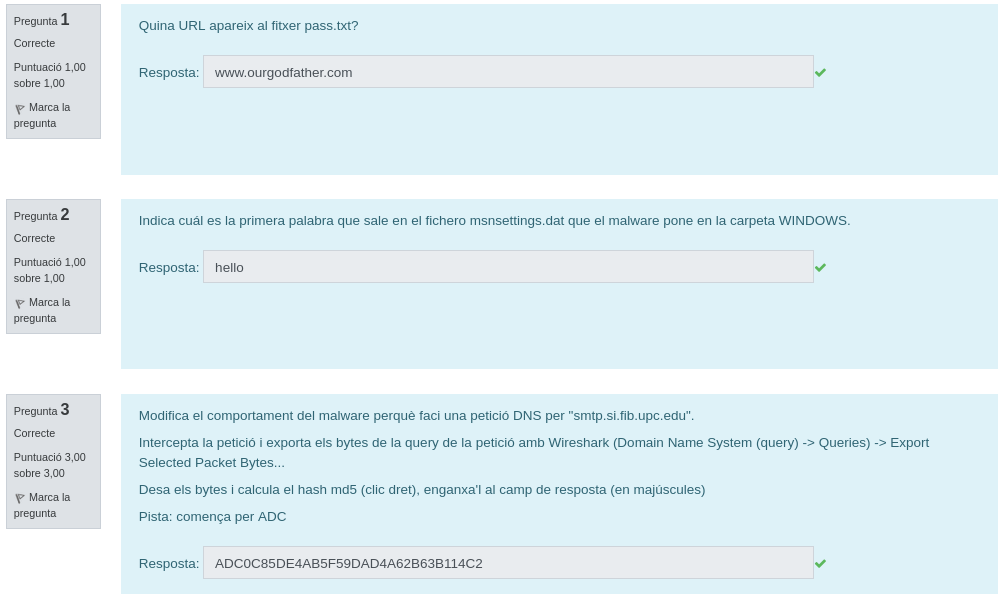 Pregunta 1
Correcte
Puntuació 1,00
sobre 1,00
Marca la
pregunta
Quina URL apareix al fitxer pass.txt?
Resposta: www.ourgodfather.com
Pregunta 2
Correcte
Puntuació 1,00
sobre 1,00
Marca la
pregunta
Indica cuál es la primera palabra que sale en el fichero msnsettings.dat que el malware pone en la carpeta WINDOWS.
Resposta: hello
Pregunta 3
Correcte
Puntuació 3,00
sobre 3,00
Marca la
pregunta
Modifica el comportament del malware perquè faci una petició DNS per "smtp.si.fib.upc.edu".
Intercepta la petició i exporta els bytes de la query de la petició amb Wireshark (Domain Name System (query) -> Queries) -> Export
Selected Packet Bytes...
Desa els bytes i calcula el hash md5 (clic dret), enganxa'l al camp de resposta (en majúscules)
Pista: comença per ADC
Resposta: ADC0C85DE4AB5F59DAD4A62B63B114C2